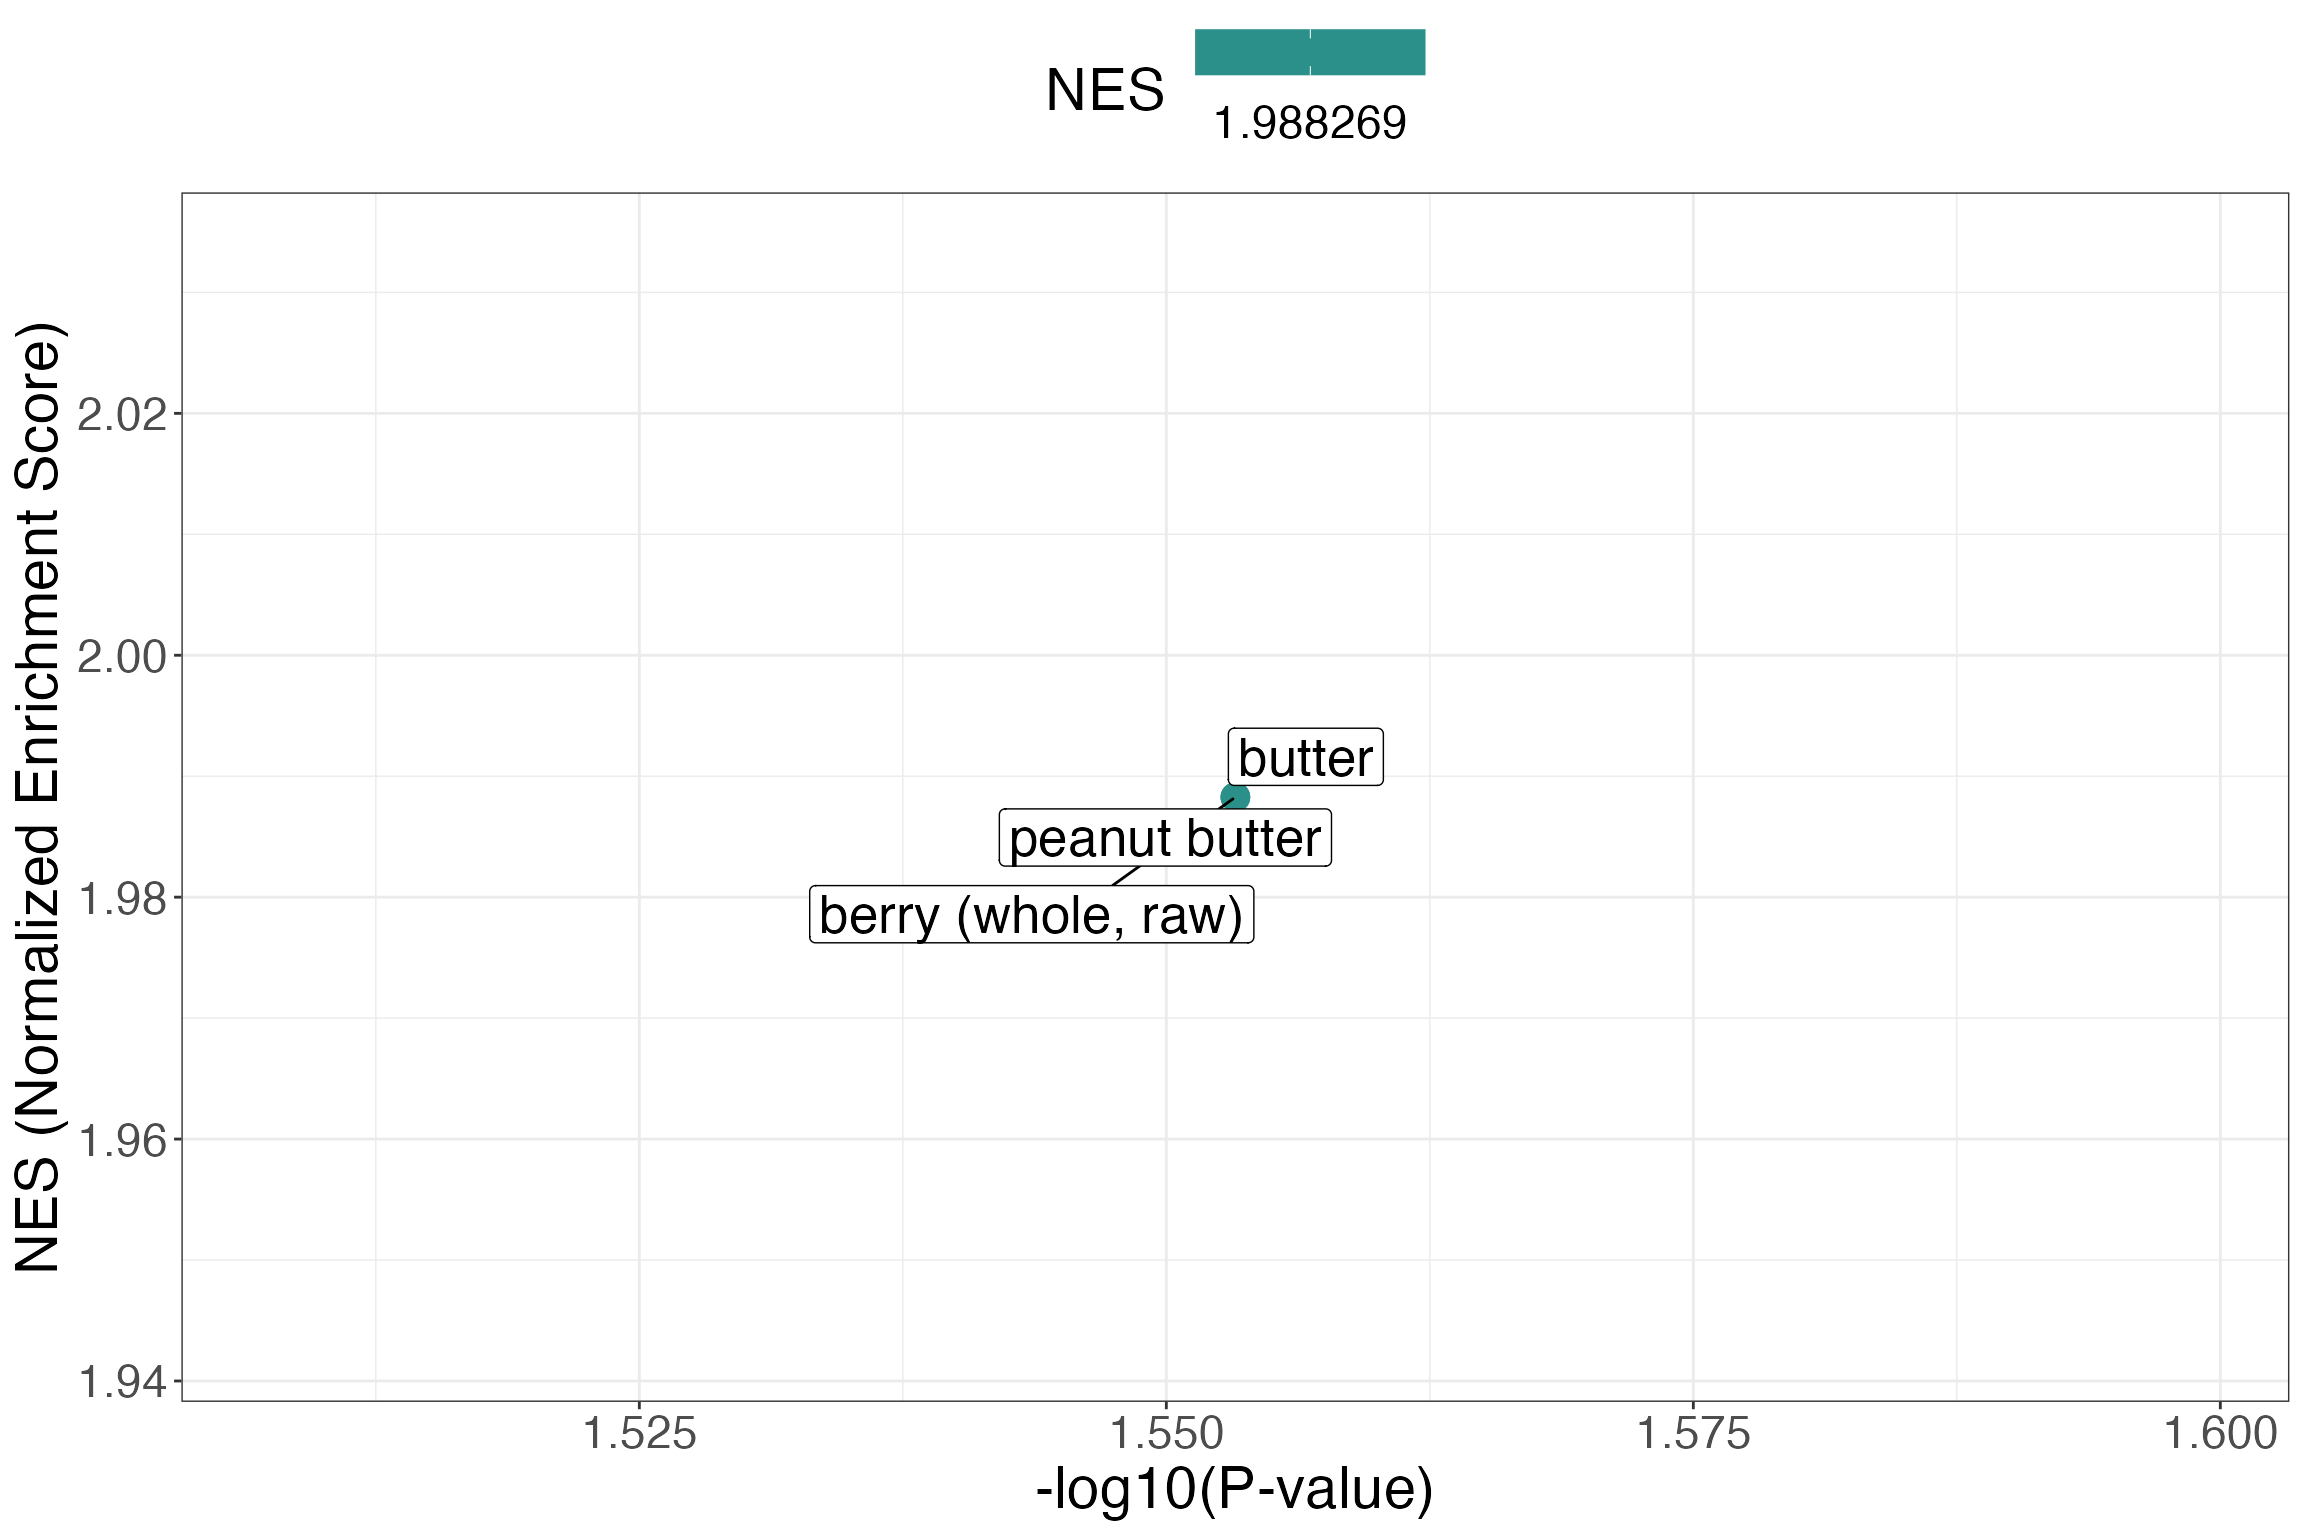 NES
1.988269
NES (Normalized Enrichment Score)
2.02
2.00
1.98
1.96
1.94
butter
peanut butter
berry (whole, raw)
1.525
1.550
1.575
1.600
-log10(P-value)